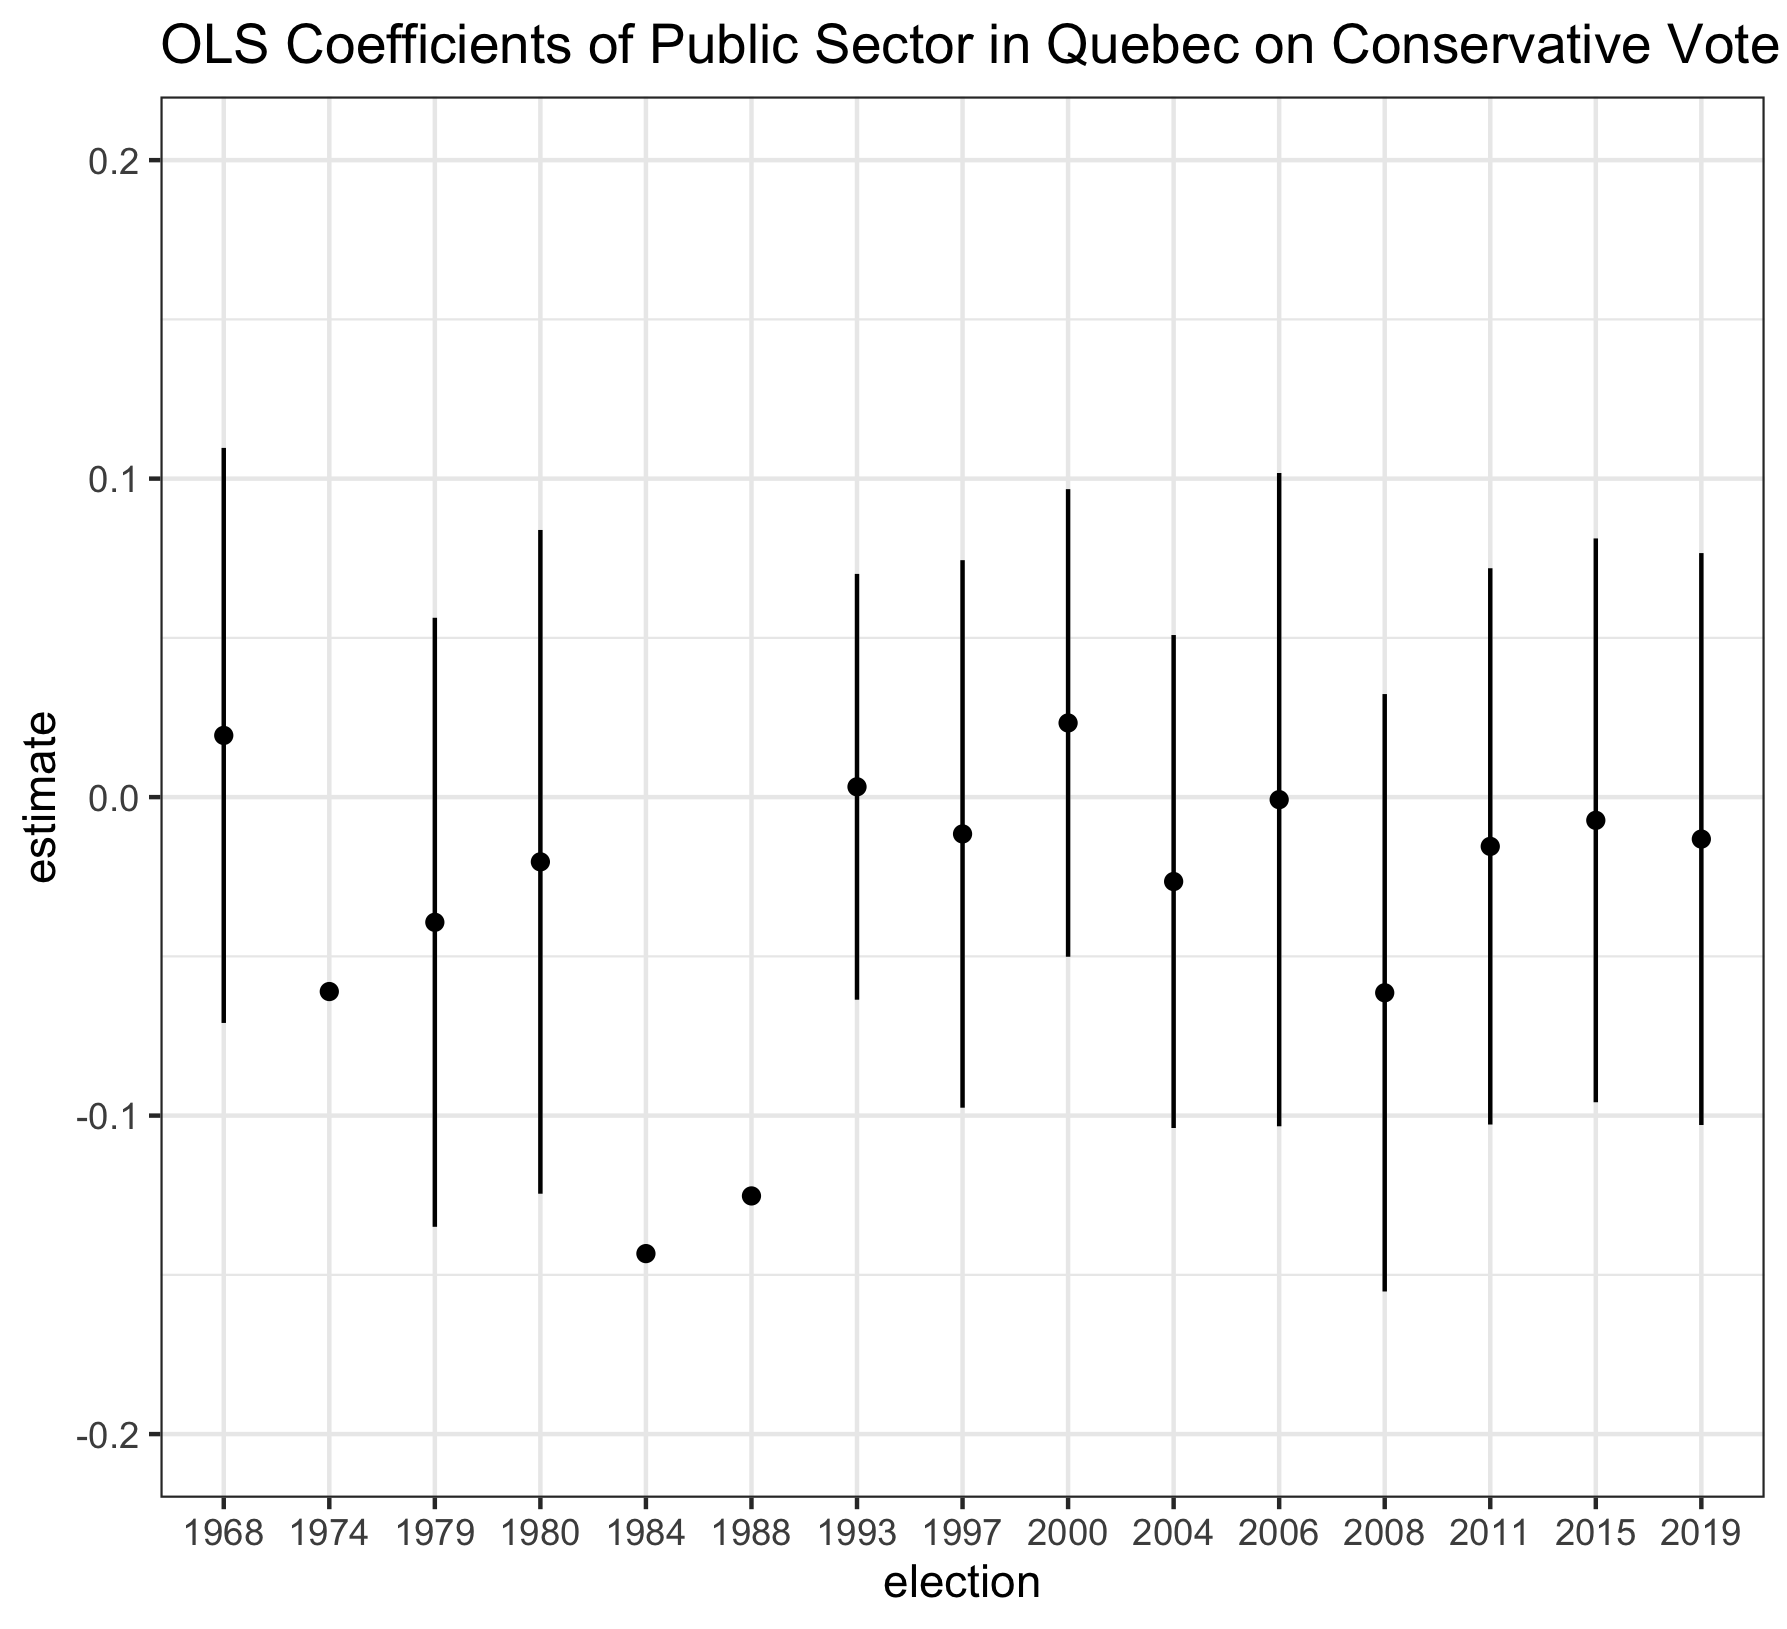 OLS Coefficients of Public Sector in Quebec on Conservative Vote
0.2
0.1
0.0
-0.1
-0.2
estimate
1968 1974 1979 1980 1984 1988 1993 1997 2000 2004 2006 2008 2011 2015 2019
election